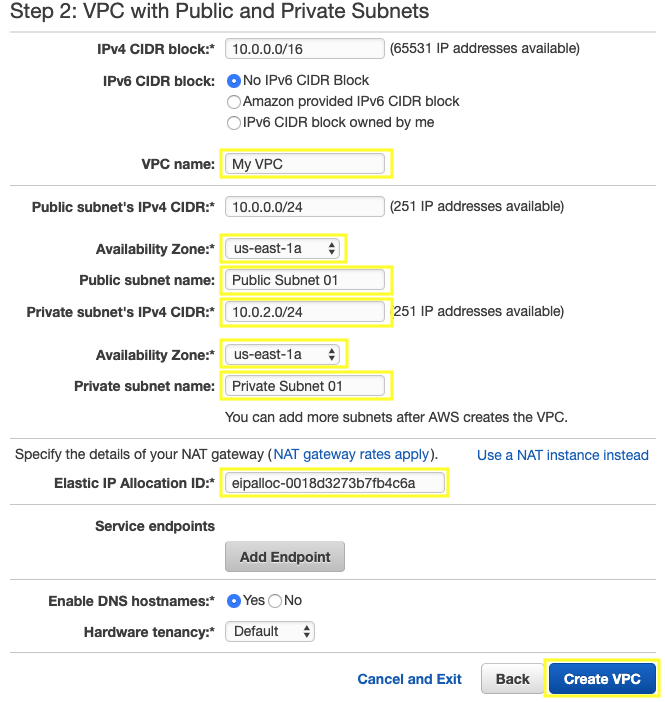 Step 2: VPC with Public and Private Subnets
IPv4 CIDR block:* 10.0.0.0/16 (65531 IP addresses available)
IPv6 CIDR block: No IPv6 CIDR Block
Amazon provided IPv6 CIDR block
IPv6 CIDR block owned by me
VPC name: My VPC
Public subnet's IPv4 CIDR:* 10.0.0.0/24 (251 IP addresses available)
Availability Zone:* us-east-1a
Public subnet name: Public Subnet 01
Private subnet's IPv4 CIDR:* 10.0.2.0/24 251 IP addresses available)
Availability Zone:* us-east-1a
Private subnet name: Private Subnet 01
You can add more subnets after AWS creates the VPC.
Specify the details of your NAT gateway (NAT gateway rates apply). Use a NAT instance instead
Elastic IP Allocation ID:* eipalloc-0018d3273b7fb4c6a
Service endpoints
Add Endpoint
Enable DNS hostnames:* Yes No
Hardware tenancy:* Default
Cancel and Exit Back Create VPC